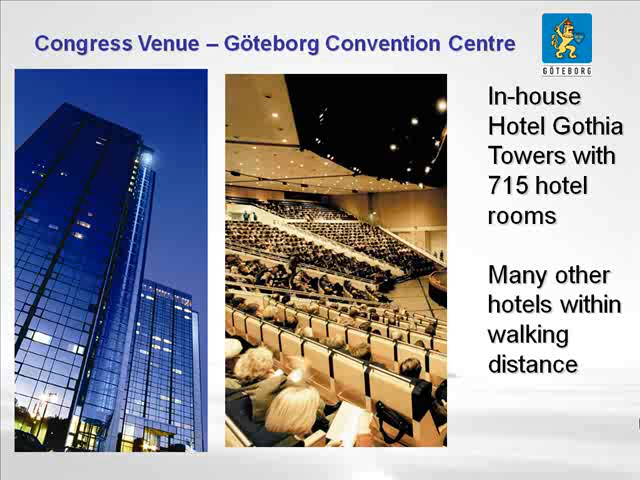 Congress Venue – Göteborg Convention Centre
GÖTEBORG
In-house
Hotel Gothia
Towers with
715 hotel
rooms
Many other
hotels within
walking
distance